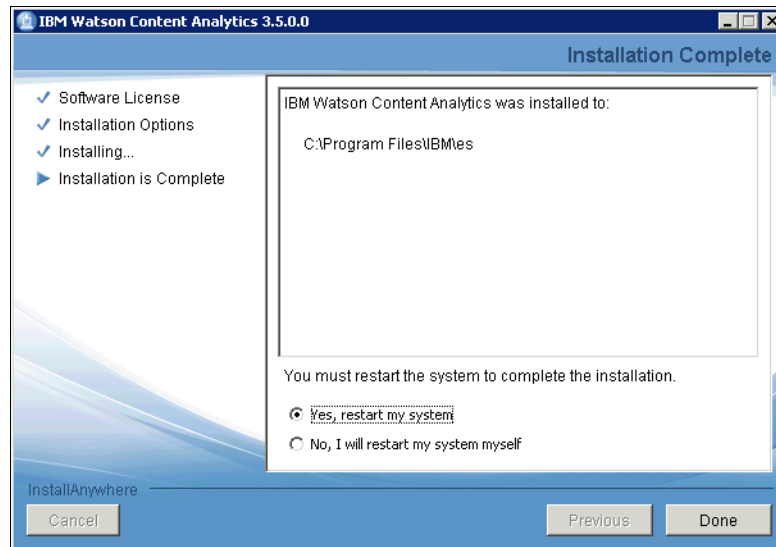 IBM Watson Content Analytics 3.5.0.0
Installation Complete
Software License
Installation Options
Installing...
Installation is Complete
IBM Watson Content Analytics was installed to:
C:\Program Files\IBM\es
You must restart the system to complete the installation.
Yes, restart my system
No, I will restart my system myself
InstallAnywhere
Cancel
Previous
Done